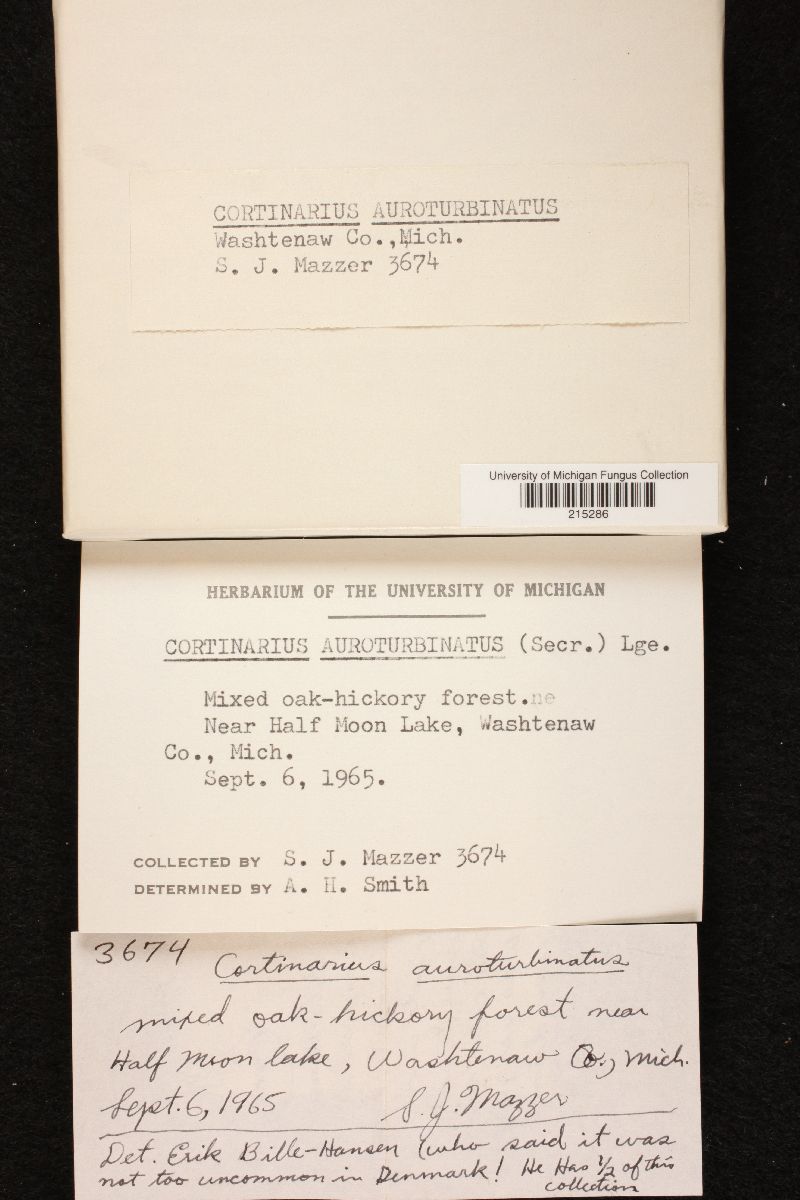 CORTINARIUS AUROTURBINATUS
Washtenaw Co., Mich.
S. J. Mazzer 3674
University of Michigan Fungus Collection
215286
HERBARIUM OF THE UNIVERSITY OF MICHIGAN
CORTINARIUS AUROTURBINATUS (Secr.) Lge.
Mixed oak-hickory forest.ne
Near Half Moon Lake, Washtenaw
Co., Mich.
Sept. 6, 1965.
COLLECTED BY S. J. Mazzer 3674
DETERMINED BY A. H. Smith
3674
Cortinarius auroturbinatus
mixed oak-hickory forest near
Half Moon lake, Washtenaw Co., Mich.
Sept. 6, 1965 S. J. Mazzer
Det. Erik Bille-Hansen (who said it was
not too uncommon in Denmark! He Has 1/2 of this
collection